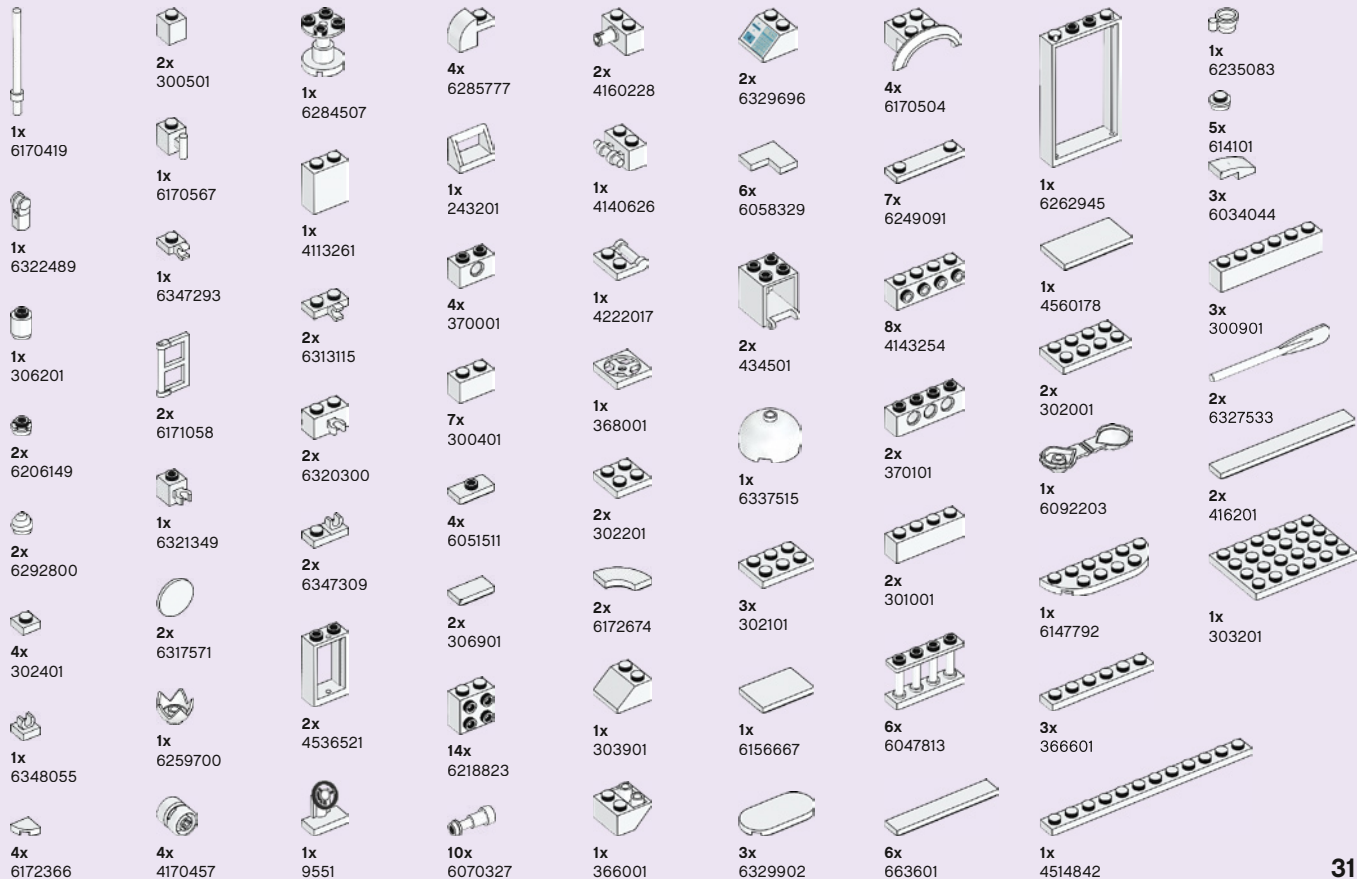 1x
6170419
1x
6322489
1x
306201
2x
6206149
2x
6292800
4x
302401
1x
6348055
4x
6172366
2x
300501
1x
6170567
1x
6347293
2x
6171058
1x
6321349
2x
6317571
1x
6259700
4x
4170457
1x
6284507
1x
4113261
2x
6313115
2x
6320300
2x
6347309
2x
4536521
1x
9551
4x
6285777
1x
243201
4x
370001
7x
300401
4x
6051511
2x
306901
14x
6218823
10x
6070327
2x
4160228
1x
4140626
1x
4222017
1x
368001
2x
302201
2x
6172674
1x
303901
1x
366001
2x
6329696
6x
6058329
2x
434501
1x
6337515
3x
302101
1x
6156667
3x
6329902
4x
6170504
7x
6249091
8x
4143254
2x
370101
2x
301001
6x
6047813
6x
663601
1x
6262945
1x
4560178
2x
302001
1x
6092203
1x
6147792
3x
366601
1x
4514842
1x
6235083
5x
614101
3x
6034044
3x
300901
2x
6327533
2x
416201
1x
303201
31